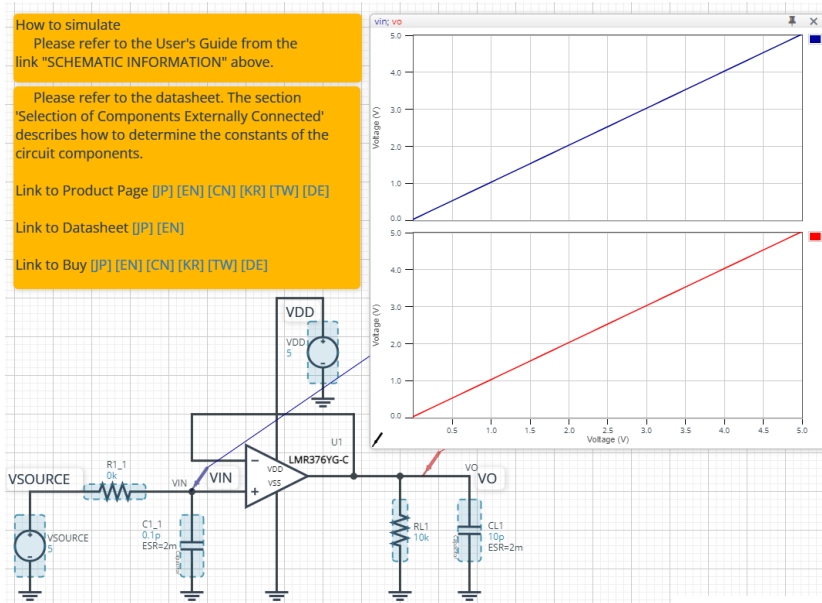 How to simulate
Please refer to the User's Guide from the
link "SCHEMATIC INFORMATION" above.
Please refer to the datasheet. The section
'Selection of Components Externally Connected'
describes how to determine the constants of the
circuit components.
Link to Product Page [JP] [EN] [CN] [KR] [TW] [DE]
Link to Datasheet [JP] [EN]
Link to Buy [JP] [EN] [CN] [KR] [TW] [DE]
vin; vo
5.0
4.0
3.0
2.0
1.0
0.0
Voltage (V)
5.0
4.0
3.0
2.0
1.0
0.0
Voltage (V)
0.5
1.0
1.5
2.0
2.5
3.0
3.5
4.0
4.5
5.0
Voltage (V)
VDD
VDD
5
U1
LMR376YG-C
VDD
VSS
R1_1
0k
VSOURCE
VIN
VIN
VO
VO
VSOURCE
5
C1_1
0.1p
ESR=2m
RL1
10k
CL1
10p
ESR=2m